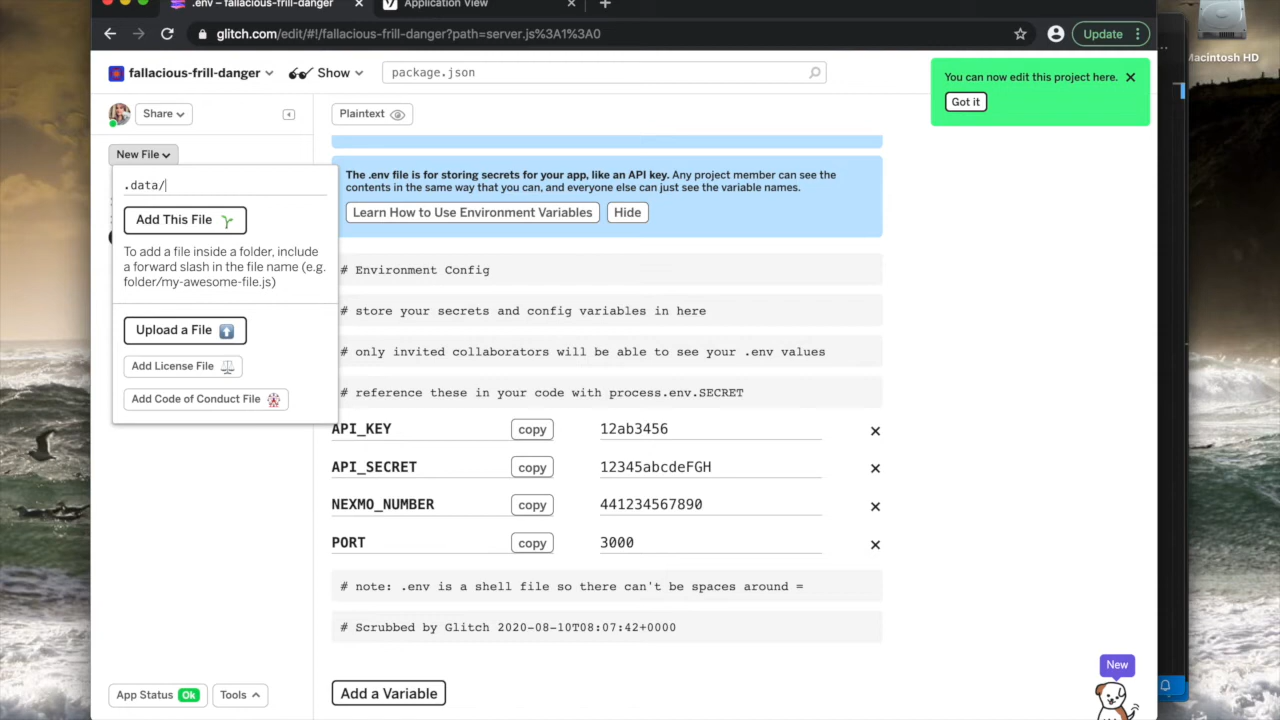 .env – fallacious-frill-danger
Application View
glitch.com/edit/#!/fallacious-frill-danger?path=server.js%3A1%3A0
Update
Macintosh HD
fallacious-frill-danger
Show
package.json
You can now edit this project here.
Got it
Share
Plaintext
New File
.data/
Add This File
To add a file inside a folder, include
a forward slash in the file name (e.g.
folder/my-awesome-file.js)
Upload a File
Add License File
Add Code of Conduct File
The .env file is for storing secrets for your app, like an API key. Any project member can see the
contents in the same way that you can, and everyone else can just see the variable names.
Learn How to Use Environment Variables
Hide
# Environment Config
# store your secrets and config variables in here
# only invited collaborators will be able to see your .env values
# reference these in your code with process.env.SECRET
API_KEY copy 12ab3456
API_SECRET copy 12345abcdeFGH
NEXMO_NUMBER copy 441234567890
PORT copy 3000
# note: .env is a shell file so there can't be spaces around =
# Scrubbed by Glitch 2020-08-10T08:07:42+0000
New
App Status Ok
Tools
Add a Variable